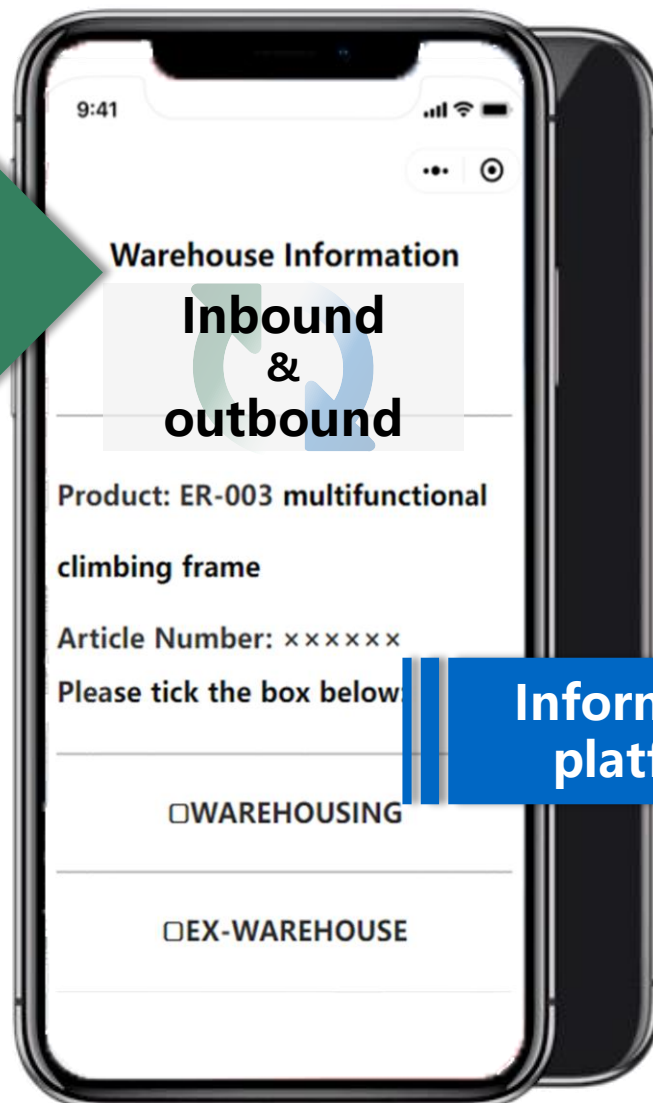 9:41
Warehouse Information
Inbound
&
outbound
Product: ER-003 multifunctional
climbing frame
Article Number: ××××××
Please tick the box below:
□WAREHOUSING
□EX-WAREHOUSE